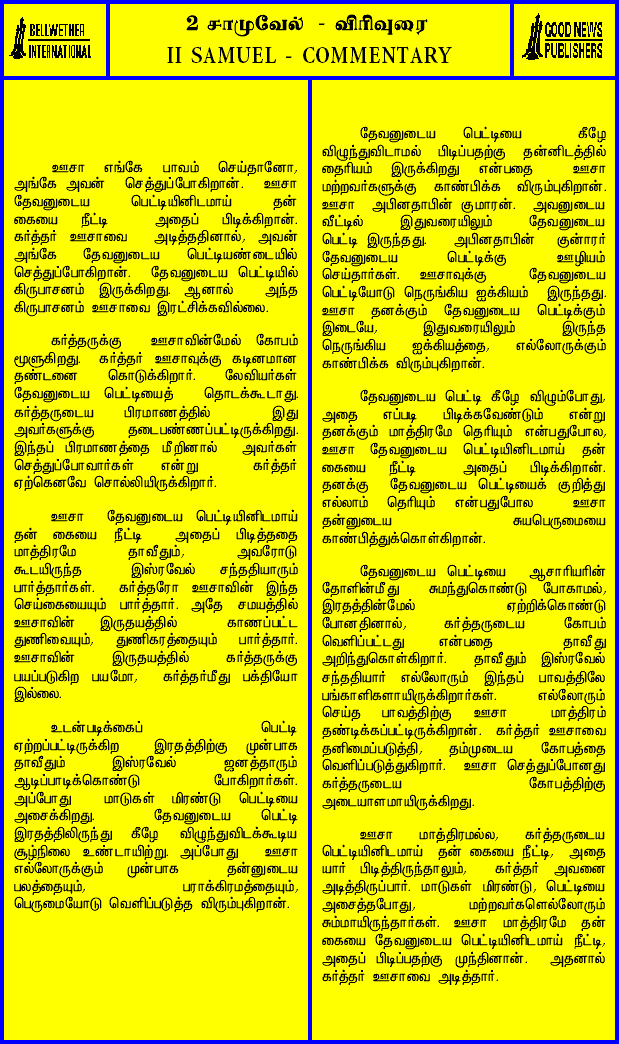 BELLWETHER
INTERNATIONAL
2 சாமுவேல் - விரிவுரை
II SAMUEL - COMMENTARY
GOOD NEWS
PUBLISHERS
ஊசா எங்கே பாவம் செய்தானோ,
அங்கே அவன் செத்துப்போகிறான். ஊசா
தேவனுடைய பெட்டியினிடமாய் தன்
கையை நீட்டி அதைப் பிடிக்கிறான்.
கர்த்தர் ஊசாவை அடித்ததினால், அவன்
அங்கே தேவனுடைய பெட்டியண்டையில்
செத்துப்போகிறான். தேவனுடைய பெட்டியில்
கிருபாசனம் இருக்கிறது. ஆனால் அந்த
கிருபாசனம் ஊசாவை இரட்சிக்கவில்லை.
கர்த்தருக்கு ஊசாவின்மேல் கோபம்
மூளுகிறது. கர்த்தர் ஊசாவுக்கு கடினமான
தண்டனை கொடுக்கிறார். லேவியர்கள்
தேவனுடைய பெட்டியைத் தொடக்கூடாது.
கர்த்தருடைய பிரமாணத்தில் இது
அவர்களுக்கு தடைபண்ணப்பட்டிருக்கிறது.
இந்தப் பிரமாணத்தை மீறினால் அவர்கள்
செத்துப்போவார்கள் என்று கர்த்தர்
ஏற்கெனவே சொல்லியிருக்கிறார்.
ஊசா தேவனுடைய பெட்டியினிடமாய்
தன் கையை நீட்டி அதைப் பிடித்ததை
மாத்திரமே தாவீதும், அவரோடு
கூடயிருந்த இஸ்ரவேல் சந்ததியாரும்
பார்த்தார்கள். கர்த்தரோ ஊசாவின் இந்த
செய்கையையும் பார்த்தார். அதே சமயத்தில்
ஊசாவின் இருதயத்தில் காணப்பட்ட
துணிவையும், துணிகரத்தையும் பார்த்தார்.
ஊசாவின் இருதயத்தில் கர்த்தருக்கு
பயப்படுகிற பயமோ, கர்த்தர்மீது பக்தியோ
இல்லை.
உடன்படிக்கைப் பெட்டி
ஏற்றப்பட்டிருக்கிற இரதத்திற்கு முன்பாக
தாவீதும் இஸ்ரவேல் ஜனத்தாரும்
ஆடிப்பாடிக்கொண்டு போகிறார்கள்.
அப்போது மாடுகள் மிரண்டு பெட்டியை
அசைக்கிறது. தேவனுடைய பெட்டி
இரதத்திலிருந்து கீழே விழுந்துவிடக்கூடிய
சூழ்நிலை உண்டாயிற்று. அப்போது ஊசா
எல்லோருக்கும் முன்பாக தன்னுடைய
பலத்தையும், பராக்கிரமத்தையும்,
பெருமையோடு வெளிப்படுத்த விரும்புகிறான்.
தேவனுடைய பெட்டியை கீழே
விழுந்துவிடாமல் பிடிப்பதற்கு தன்னிடத்தில்
தைரியம் இருக்கிறது என்பதை ஊசா
மற்றவர்களுக்கு காண்பிக்க விரும்புகிறான்.
ஊசா அபினதாபின் குமாரன். அவனுடைய
வீட்டில் இதுவரையிலும் தேவனுடைய
பெட்டி இருந்தது. அபினதாபின் குன்ாரர்
தேவனுடைய பெட்டிக்கு ஊழியம்
செய்தார்கள். ஊசாவுக்கு தேவனுடைய
பெட்டியோடு நெருங்கிய ஐக்கியம் இருந்தது.
ஊசா தனக்கும் தேவனுடைய பெட்டிக்கும்
இடையே, இதுவரையிலும் இருந்த
நெருங்கிய ஐக்கியத்தை, எல்லோருக்கும்
காண்பிக்க விரும்புகிறான்.
தேவனுடைய பெட்டி கீழே விழும்போது,
அதை எப்படி பிடிக்கவேண்டும் என்று
தனக்கும் மாத்திரமே தெரியும் என்பதுபோல,
ஊசா தேவனுடைய பெட்டியினிடமாய் தன்
கையை நீட்டி அதைப் பிடிக்கிறான்.
தனக்கு தேவனுடைய பெட்டியைக் குறித்து
எல்லாம் தெரியும் என்பதுபோல ஊசா
தன்னுடைய சுயபெருமையை
காண்பித்துக்கொள்கிறான்.
தேவனுடைய பெட்டியை ஆசாரியரின்
தோளின்மீது சுமந்துகொண்டு போகாமல்,
இரதத்தின்மேல் ஏற்றிக்கொண்டு
போனதினால், கர்த்தருடைய கோபம்
வெளிப்பட்டது என்பதை தாவீது
அறிந்துகொள்கிறார். தாவீதும் இஸ்ரவேல்
சந்ததியார் எல்லோரும் இந்தப் பாவத்திலே
பங்காளிகளாயிருக்கிறார்கள். எல்லோரும்
செய்த பாவத்திற்கு ஊசா மாத்திரம்
தண்டிக்கப்பட்டிருக்கிறான். கர்த்தர் ஊசாவை
தனிமைப்படுத்தி, தம்முடைய கோபத்தை
வெளிப்படுத்துகிறார். ஊசா செத்துப்போனது
கர்த்தருடைய கோபத்திற்கு
அடையாளமாயிருக்கிறது.
ஊசா மாத்திரமல்ல, கர்த்தருடைய
பெட்டியினிடமாய் தன் கையை நீட்டி, அதை
யார் பிடித்திருந்தாலும், கர்த்தர் அவனை
அடித்திருப்பார். மாடுகள் மிரண்டு, பெட்டியை
அசைத்தபோது, மற்றவர்களெல்லோரும்
சும்மாயிருந்தார்கள். ஊசா மாத்திரமே தன்
கையை தேவனுடைய பெட்டியினிடமாய் நீட்டி,
அதைப் பிடிப்பதற்கு முந்தினான். அதனால்
கர்த்தர் ஊசாவை அடித்தார்.